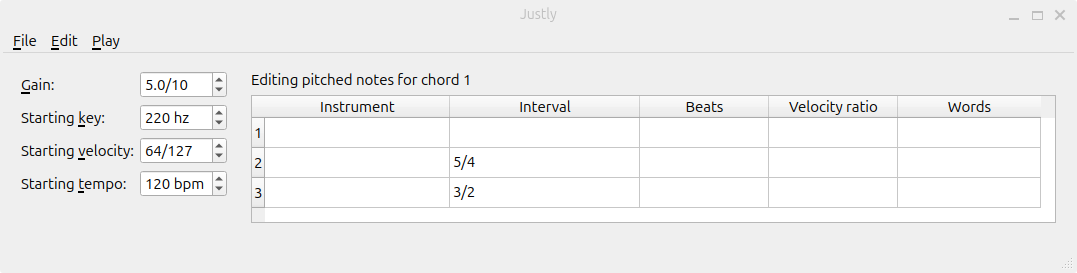 Justly
File Edit Play
Gain: 5.0/10
Starting key: 220 hz
Starting velocity: 64/127
Starting tempo: 120 bpm
Editing pitched notes for chord 1
Instrument Interval Beats Velocity ratio Words
1
2 5/4
3 3/2